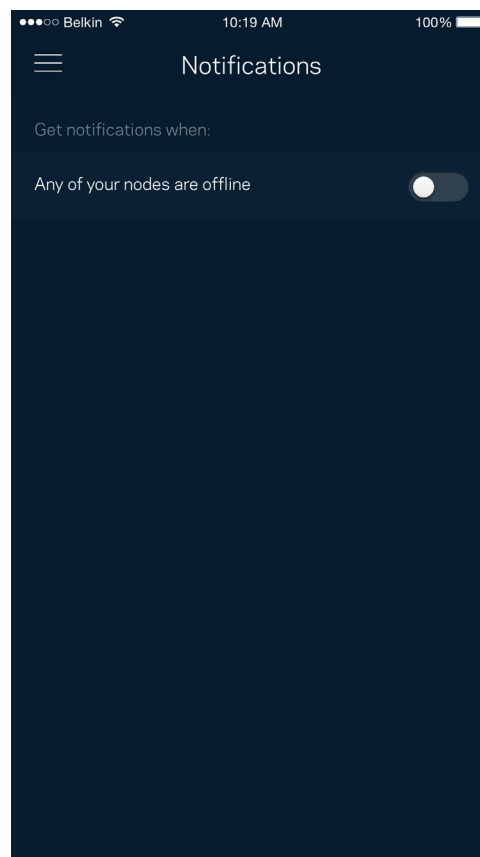 Belkin 10:19 AM 100%
Notifications
Get notifications when:
Any of your nodes are offline